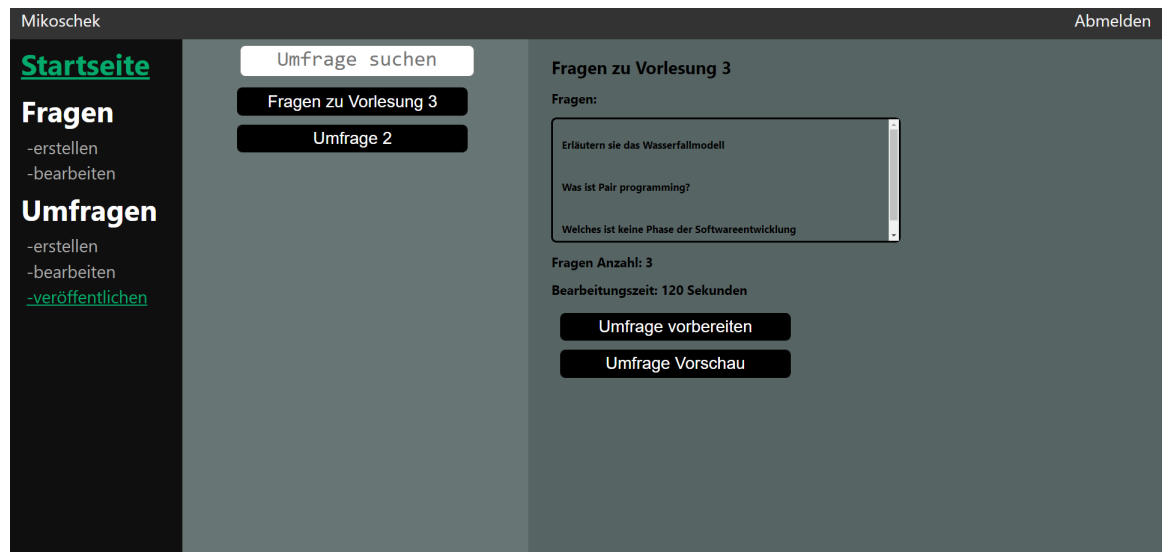 Mikoschek
Abmelden
Startseite
Fragen
-erstellen
-bearbeiten
Umfragen
-erstellen
-bearbeiten
-veröffentlichen
Umfrage suchen
Fragen zu Vorlesung 3
Umfrage 2
Fragen zu Vorlesung 3
Fragen:
Erläutern sie das Wasserfallmodell
Was ist Pair programming?
Welches ist keine Phase der Softwareentwicklung
Fragen Anzahl: 3
Bearbeitungszeit: 120 Sekunden
Umfrage vorbereiten
Umfrage Vorschau